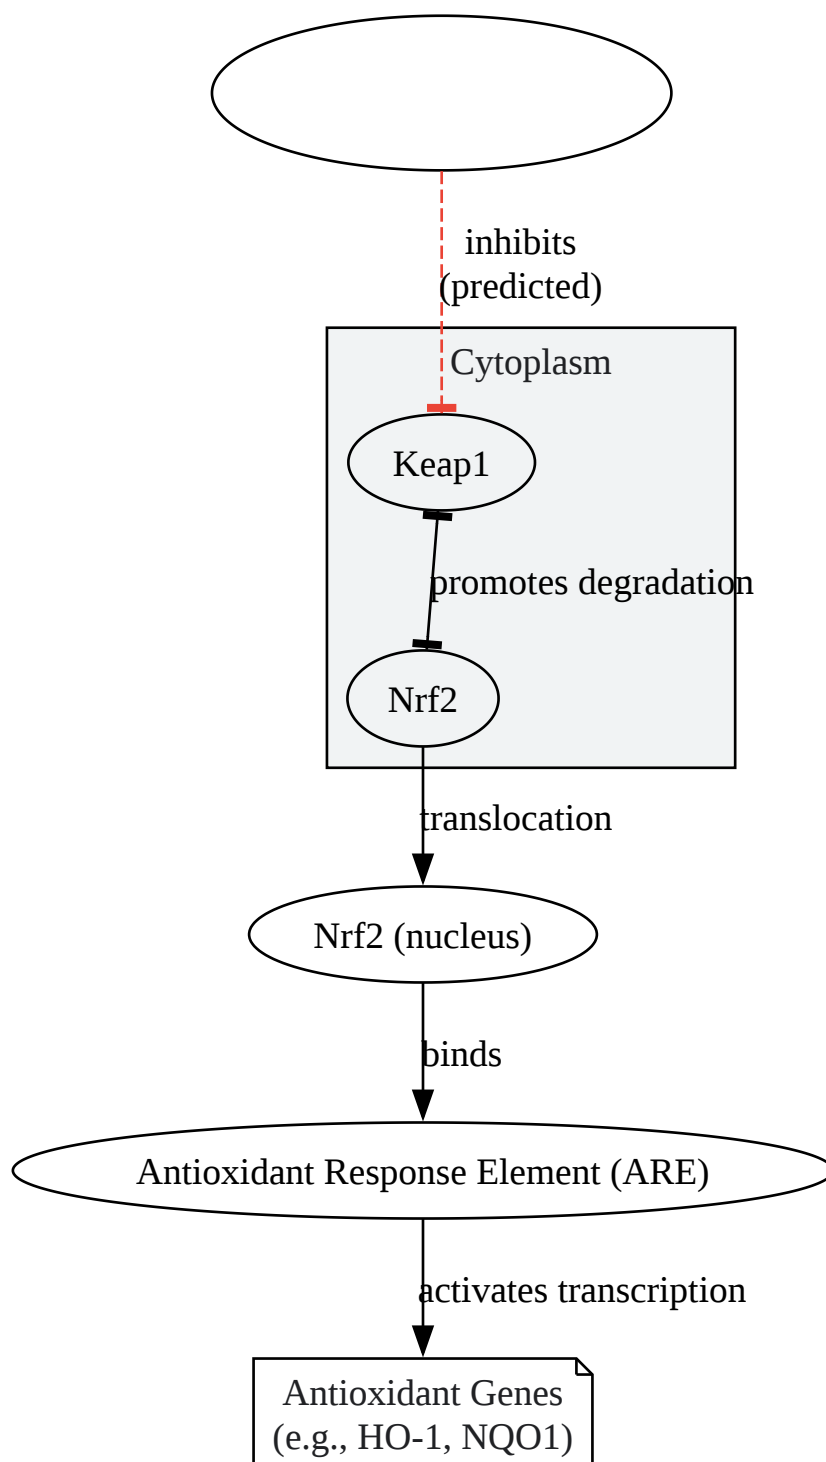 inhibits
(predicted)
Cytoplasm
Keap1
promotes degradation
Nrf2
translocation
Nrf2 (nucleus)
binds
Antioxidant Response Element (ARE)
activates transcription
Antioxidant Genes
(e.g., HO-1, NQO1)